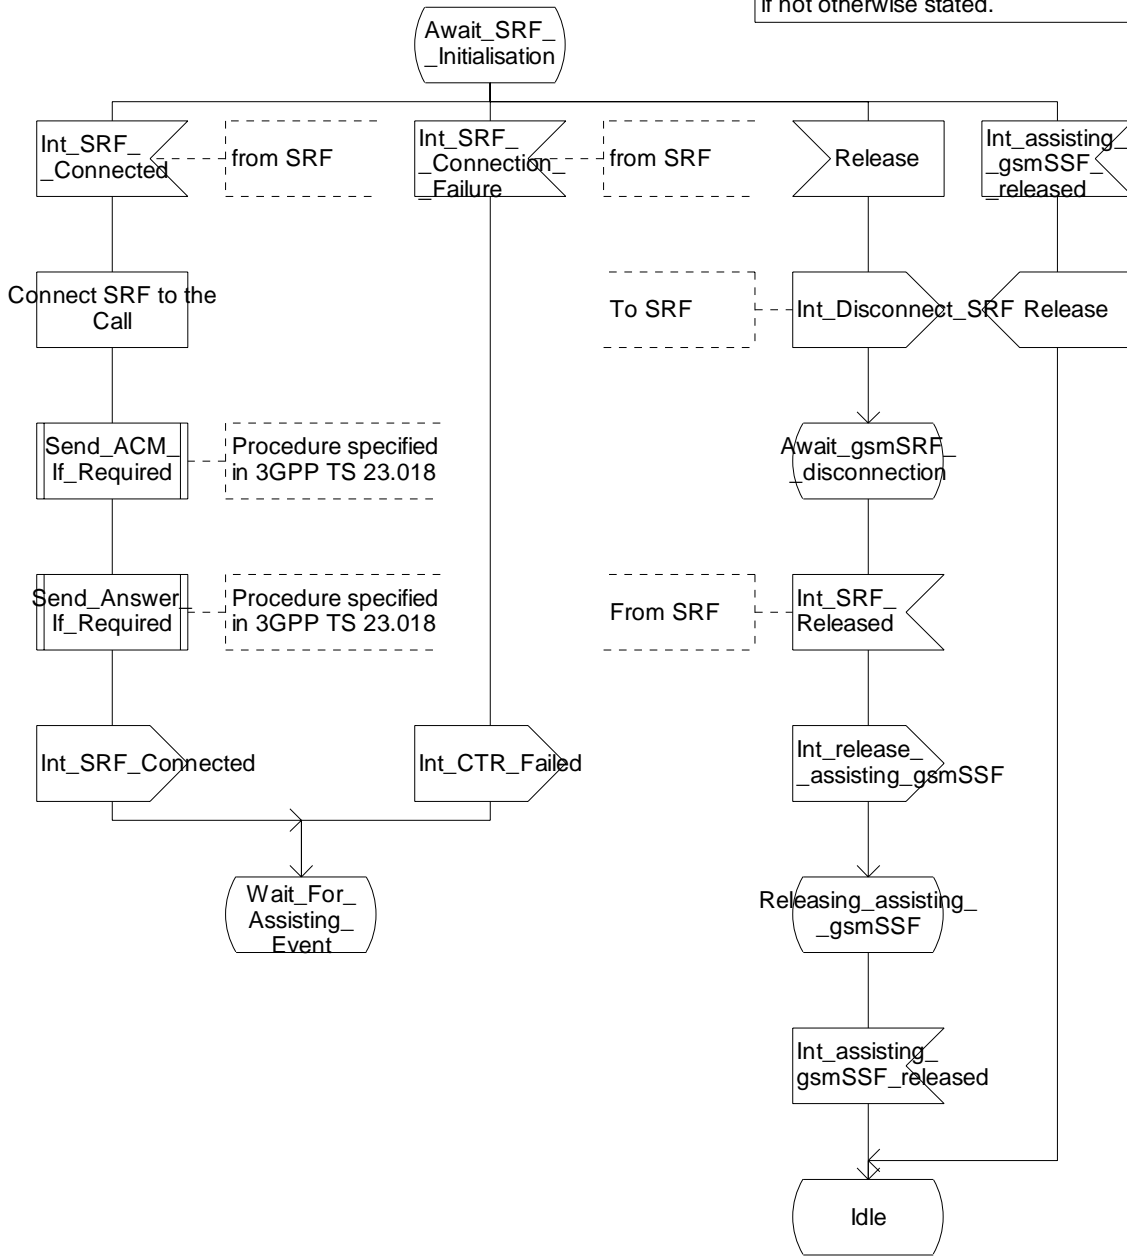 if not otherwise stated.
Await_SRF_
_Initialisation
Int_SRF_
_Connected
from SRF
Int_SRF_
_Connection_
_Failure
from SRF
Release
Int_assisting_
_gsmSSF_
_released
Connect SRF to the
Call
To SRF
Int_Disconnect_SRF
Release
Send_ACM_
If_Required
Procedure specified
in 3GPP TS 23.018
Await_gsmSRF_
_disconnection
Send_Answer_
If_Required
Procedure specified
in 3GPP TS 23.018
From SRF
Int_SRF_
Released
Int_SRF_Connected
Int_CTR_Failed
Int_release_
_assisting_gsmSSF
Wait_For_
Assisting_
Event
Releasing_assisting_
_gsmSSF
Int_assisting_
gsmSSF_released
Idle